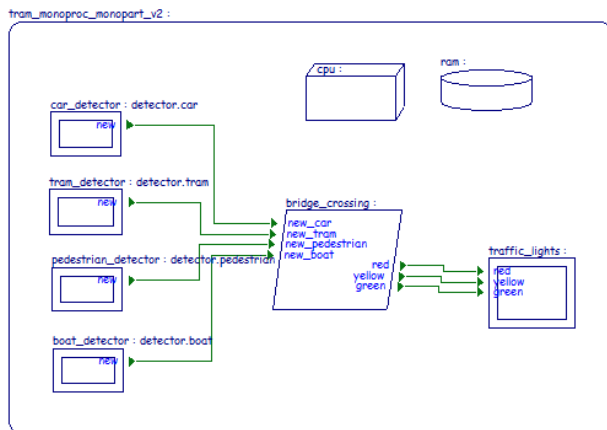 tram_monoproc_monopart_v2 :
cpu :
ram :
car_detector : detector.car
new
tram_detector : detector.tram
new
pedestrian_detector : detector.pedestrian
new
boat_detector : detector.boat
new
bridge_crossing :
new_car
new_tram
new_pedestrian
new_boat
red
yellow
green
traffic_lights :
red
yellow
green